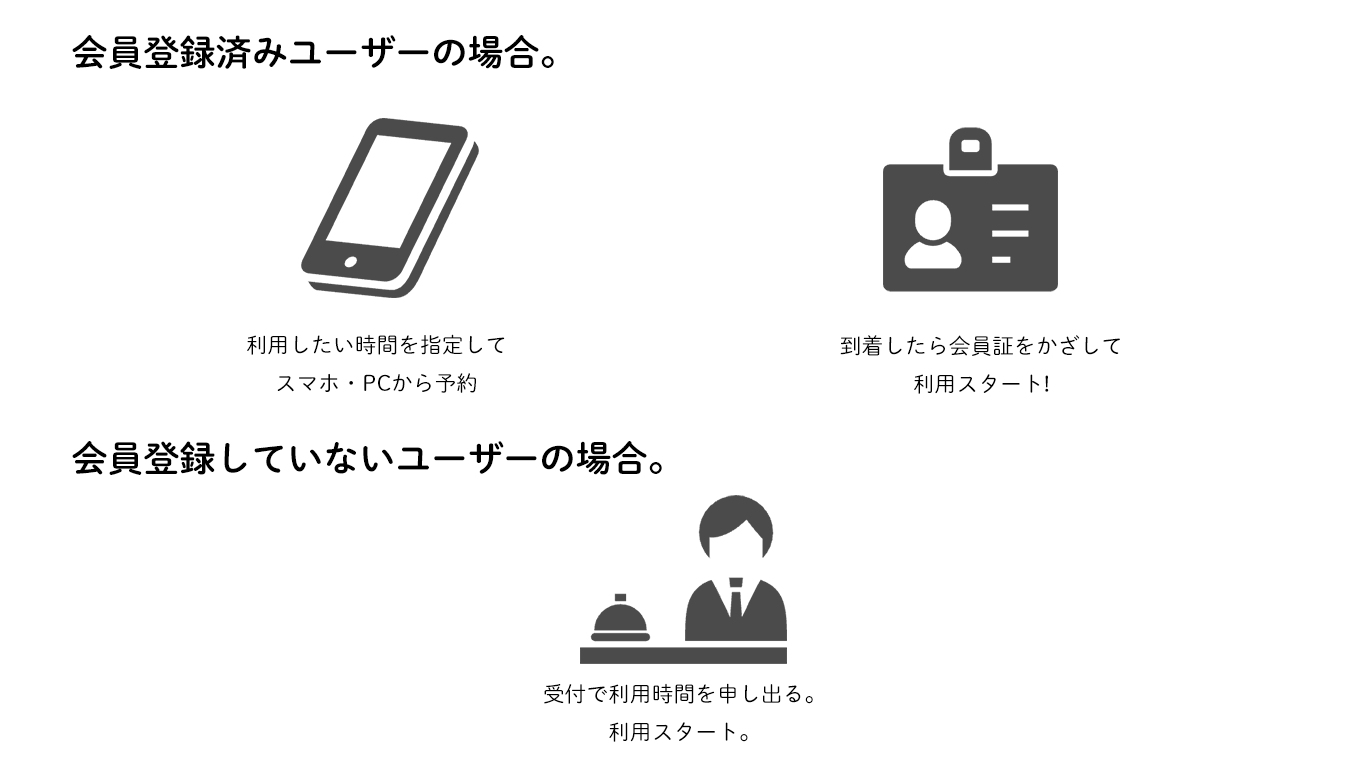 会員登録済みユーザーの場合。
利用したい時間を指定して
スマホ・PCから予約
到着したら会員証をかざして
利用スタート!
会員登録していないユーザーの場合。
受付で利用時間を申し出る。
利用スタート。